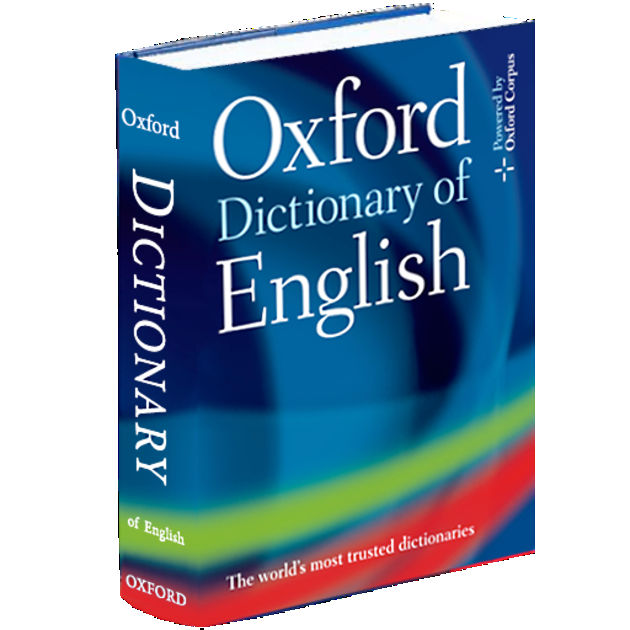 Oxford
DICTIONARY
of English
OXFORD
Oxford
Dictionary of
English
Powered by
Oxford Corpus
The world's most trusted dictionaries